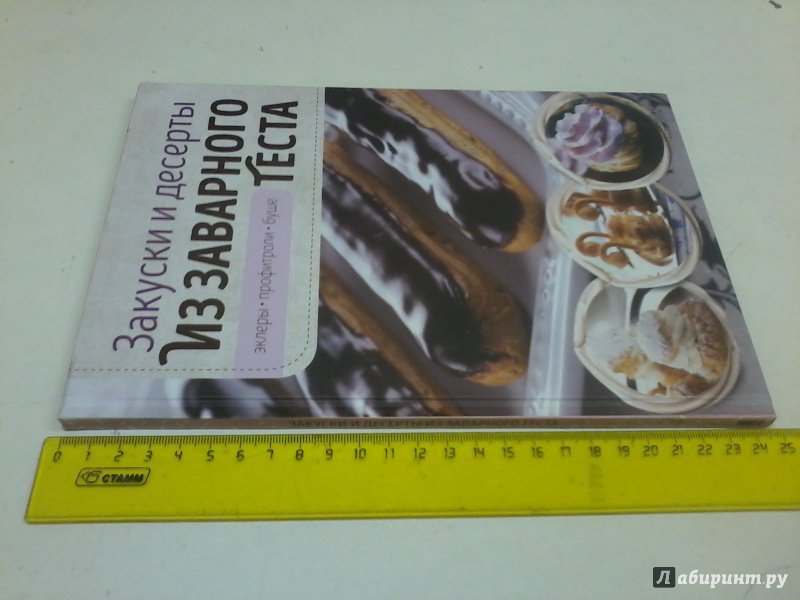 Закуски и десерты
ИЗ ЗАВАРНОГО
ТЕСТА
эклеры • профитроли • буше
ЗАКУСКИ И ДЕСЕРТЫ ИЗ ЗАВАРНОГО ТЕСТА
0 1 2 3 4 5 6 7 8 9 10 11 12 13 14 15 16 17 18 19 20 21 22 23 24 25
СТАММ
Лабиринт.ру